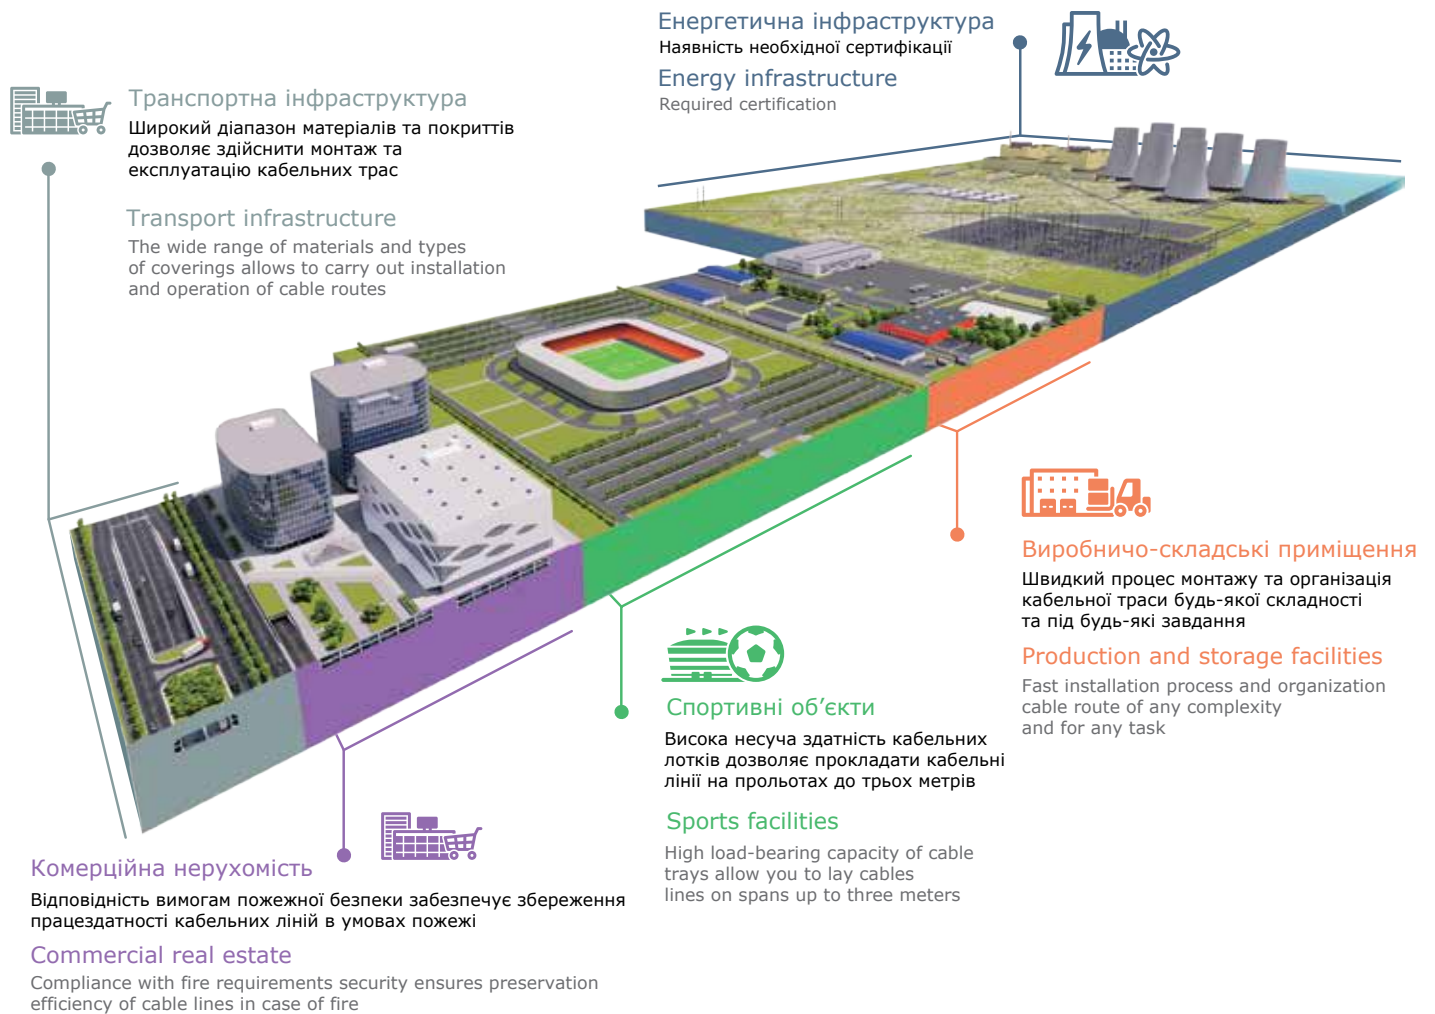 Енергетична інфраструктура
Наявність необхідної сертифікації
Energy infrastructure
Required certification
Транспортна інфраструктура
Широкий діапазон матеріалів та покриттів
дозволяє здійснити монтаж та
експлуатацію кабельних трас
Transport infrastructure
The wide range of materials and types
of coverings allows to carry out installation
and operation of cable routes
Виробничо-складські приміщення
Швидкий процес монтажу та організація
кабельної траси будь-якої складності
та під будь-які завдання
Production and storage facilities
Fast installation process and organization
cable route of any complexity
and for any task
Спортивні об’єкти
Висока несуча здатність кабельних
лотків дозволяє прокладати кабельні
лінії на прольотах до трьох метрів
Sports facilities
High load-bearing capacity of cable
trays allow you to lay cables
lines on spans up to three meters
Комерційна нерухомість
Відповідність вимогам пожежної безпеки забезпечує збереження
працездатності кабельних ліній в умовах пожежі
Commercial real estate
Compliance with fire requirements security ensures preservation
efficiency of cable lines in case of fire